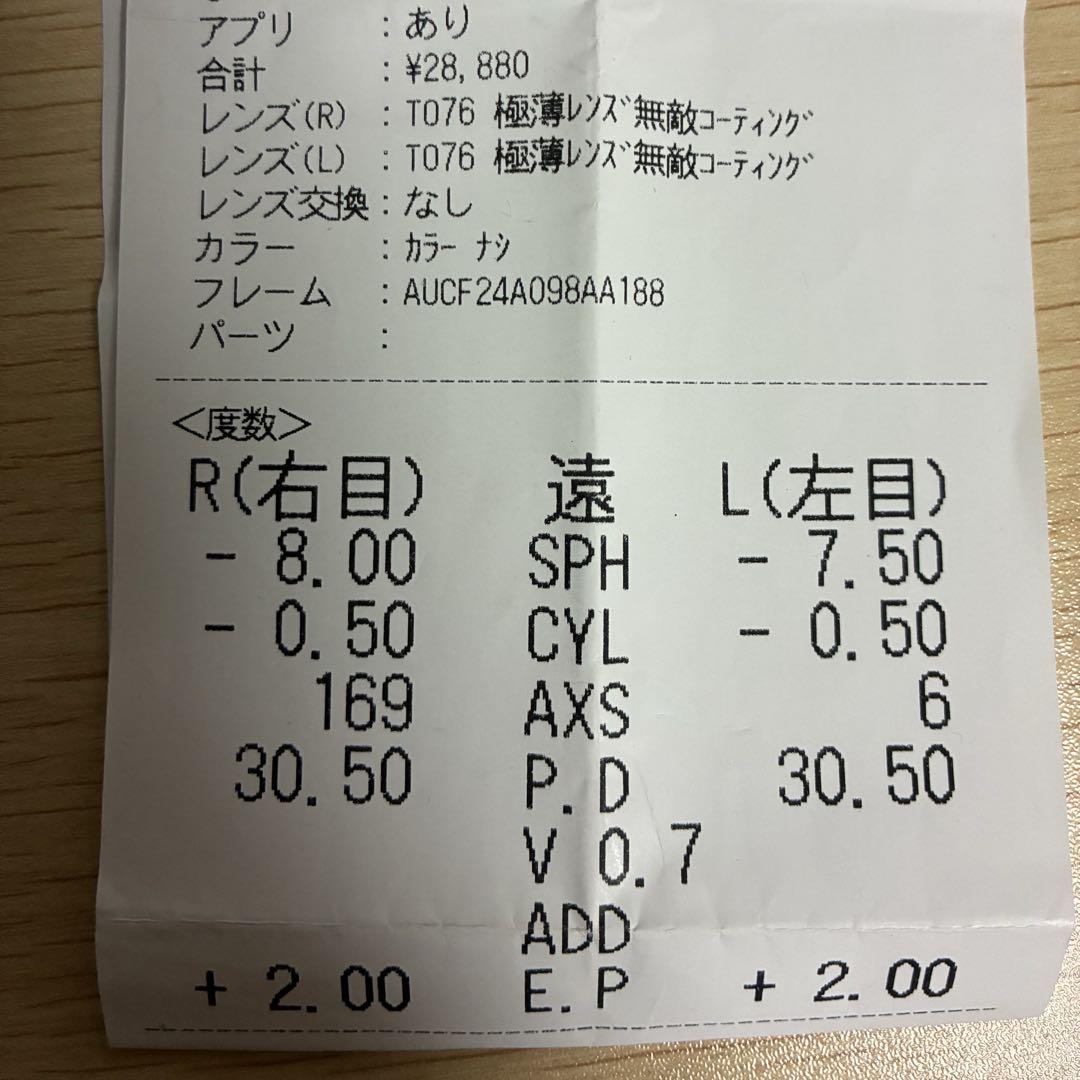 アプリ : あり
合計 : ¥28,880
レンズ(R) : T076 極薄レンズ無敵コーティング
レンズ(L) : T076 極薄レンズ無敵コーティング
レンズ交換 : なし
カラー : カラー ナシ
フレーム : AUCF24A098AA188
パーツ :
<度数>
R(右目) 遠 L(左目)
- 8.00 SPH - 7.50
- 0.50 CYL - 0.50
169 AXS 6
30.50 P.D 30.50
V 0.7
ADD
+ 2.00 E.P + 2.00